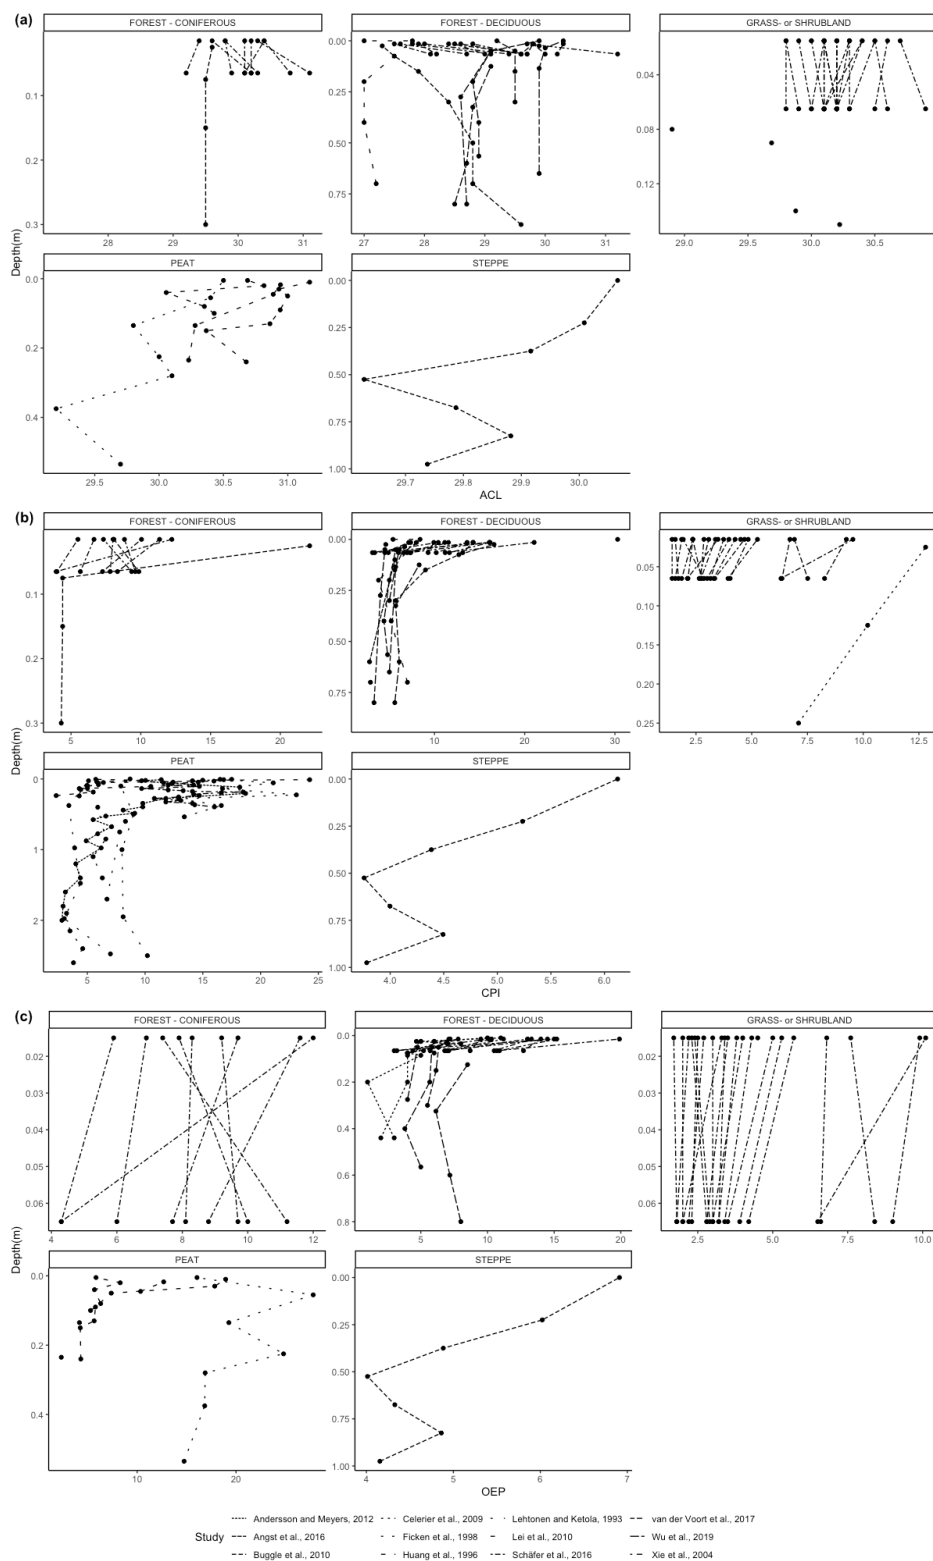 (a)
FOREST - CONIFEROUS FOREST - DECIDUOUS GRASS- or SHRUBLAND
0.1 0.2 0.3
28 29 30 31
0.00 0.25 0.50 0.75
27 28 29 30 31
0.04 0.08 0.12
29.0 29.5 30.0 30.5
Depth(m)
PEAT STEPPE
0.0 0.2 0.4
29.5 30.0 30.5 31.0
0.00 0.25 0.50 0.75 1.00
29.7 29.8 29.9 30.0
ACL
(b)
FOREST - CONIFEROUS FOREST - DECIDUOUS GRASS- or SHRUBLAND
0.1 0.2 0.3
5 10 15 20
0.00 0.25 0.50 0.75
10 20 30
0.05 0.10 0.15 0.20 0.25
2.5 5.0 7.5 10.0 12.5
Depth(m)
PEAT STEPPE
0 1 2
5 10 15 20 25
0.00 0.25 0.50 0.75 1.00
4.0 4.5 5.0 5.5 6.0
CPI
(c)
FOREST - CONIFEROUS FOREST - DECIDUOUS GRASS- or SHRUBLAND
0.02 0.03 0.04 0.05 0.06
4 6 8 10 12
0.0 0.2 0.4 0.6 0.8
5 10 15 20
0.02 0.03 0.04 0.05 0.06
2.5 5.0 7.5 10.0
Depth(m)
PEAT STEPPE
0.0 0.2 0.4
10 20
0.00 0.25 0.50 0.75 1.00
4 5 6 7
OEP
Andersson and Meyers, 2012 Celerier et al., 2009 Lehtonen and Ketola, 1993 van der Voort et al., 2017
Study Angst et al., 2016 Ficken et al., 1998 Lei et al., 2010 Wu et al., 2019
Buggle et al., 2010 Huang et al., 1996 Schäfer et al., 2016 Xie et al., 2004